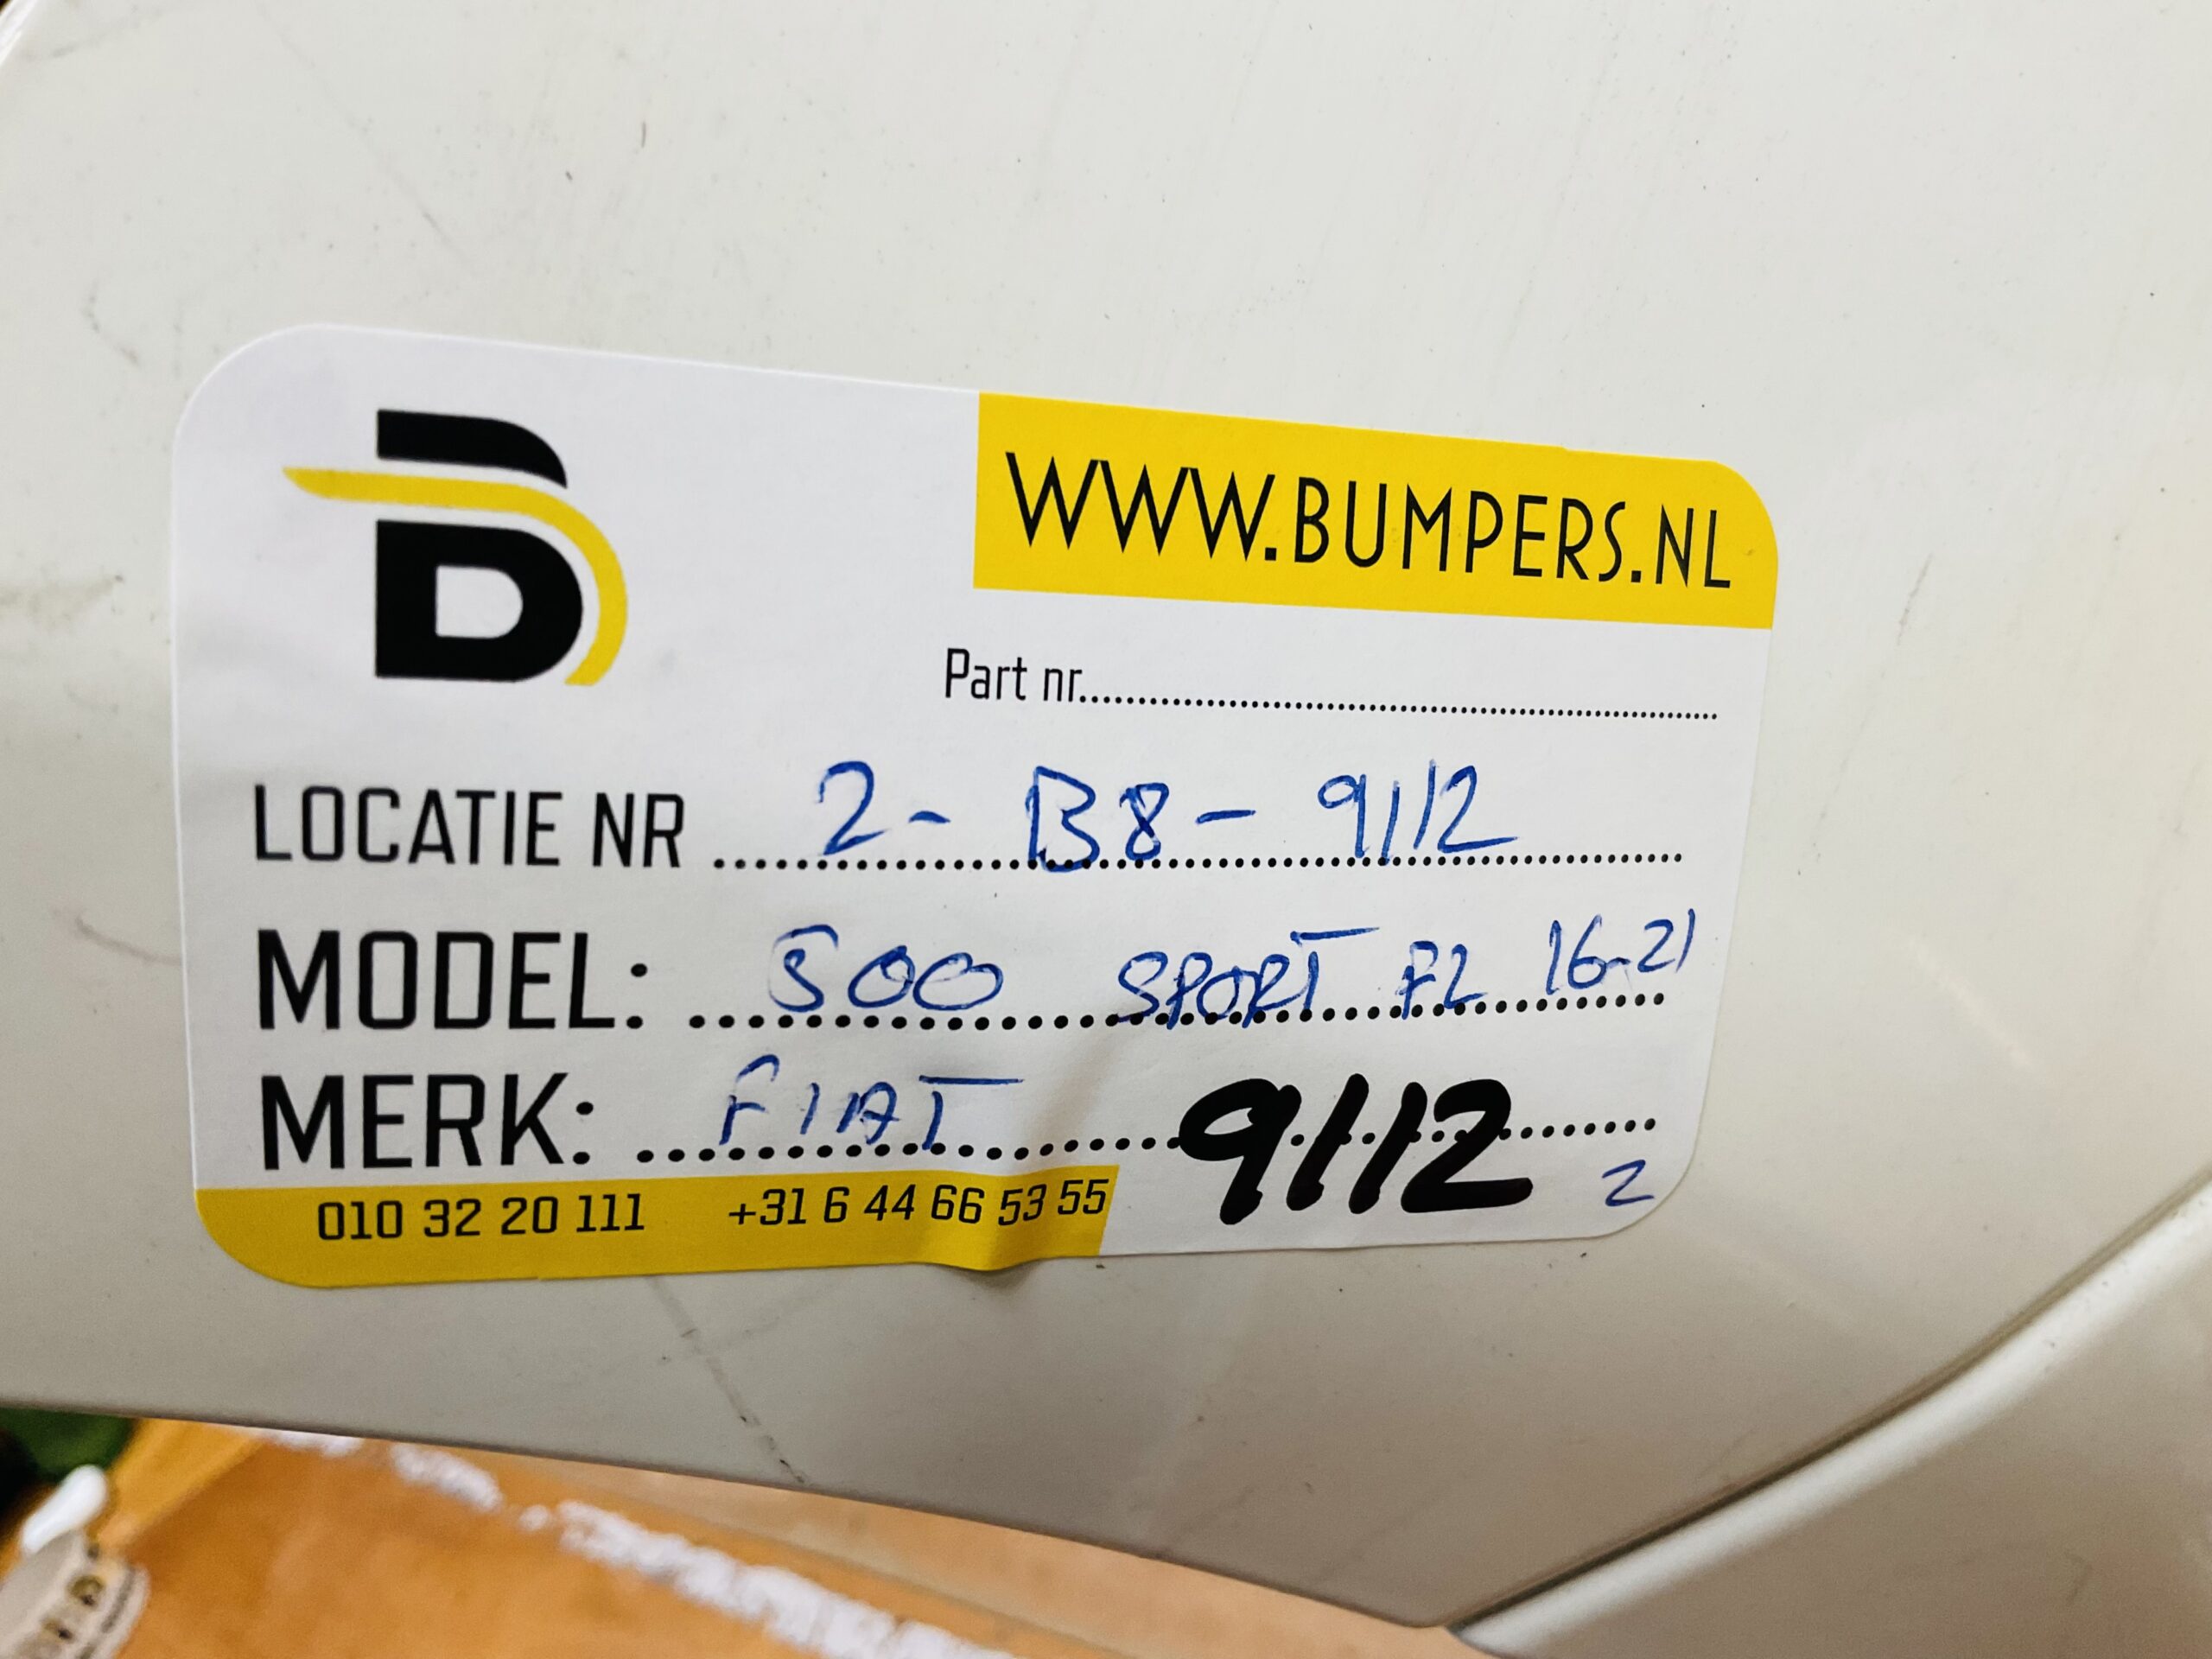 WWW.BUMPERS.NL
Part nr.
LOCATIE NR 2 - B8 - 9112
MODEL: 500 SPORT FL 16-21
MERK: FIAT 9112
2
010 32 20 111 +31 6 44 66 53 55